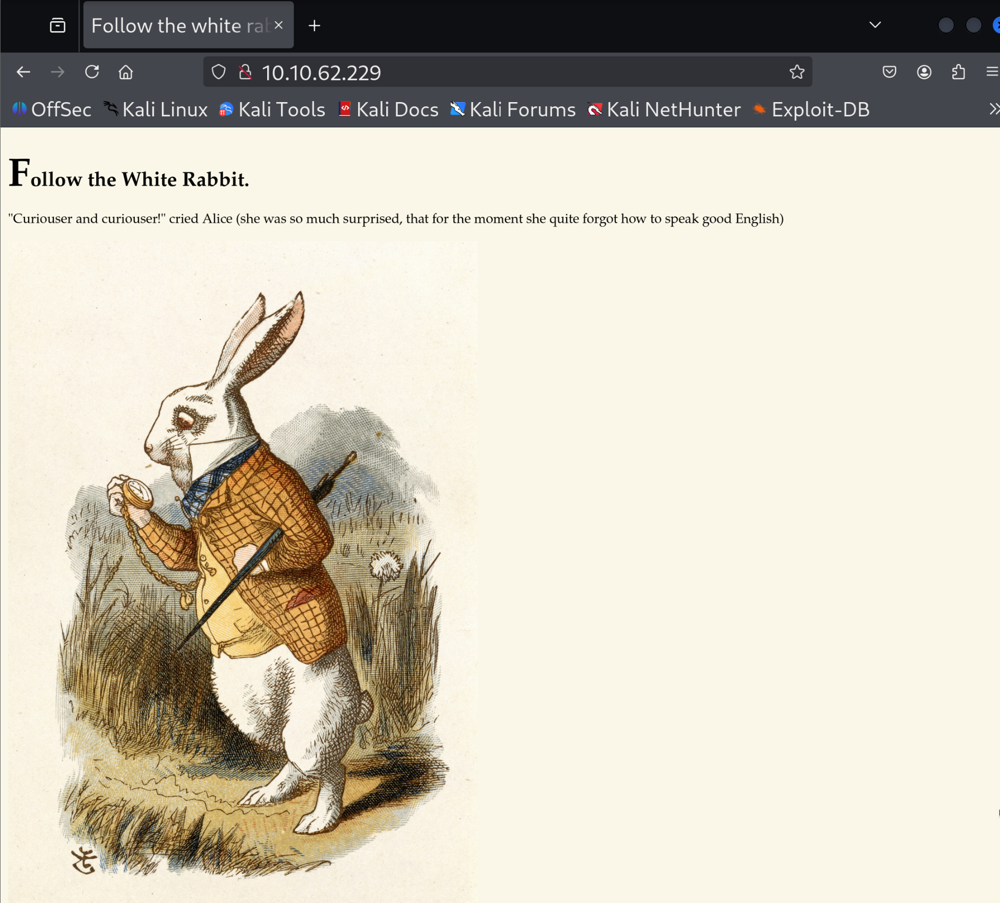 Follow the white rab
10.10.62.229
OffSec Kali Linux Kali Tools Kali Docs Kali Forums Kali NetHunter Exploit-DB
Follow the White Rabbit.
"Curiouser and curiouser!" cried Alice (she was so much surprised, that for the moment she quite forgot how to speak good English)